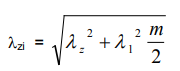 λzi = √(λz² + λ1² m/2)